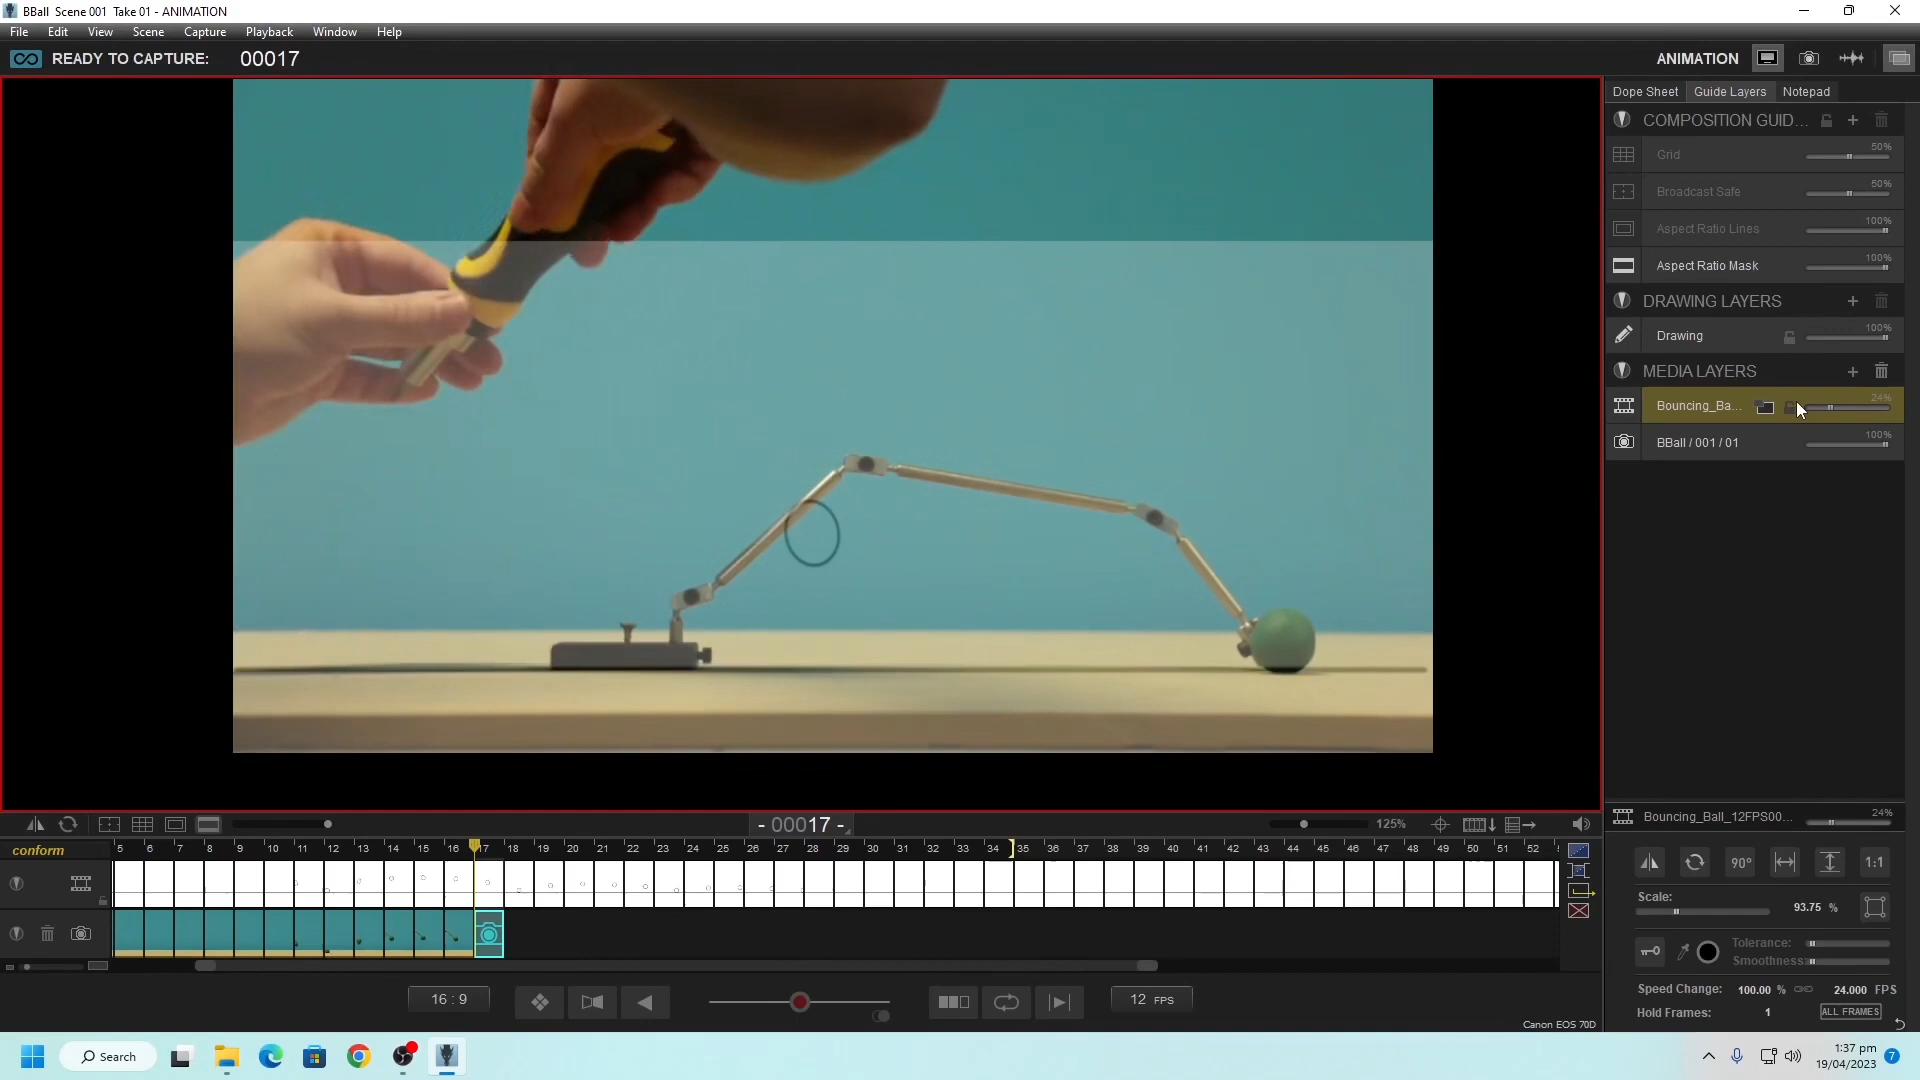 BBall  Scene 001  Take 01 - ANIMATION
File Edit View Scene Capture Playback Window Help
READY TO CAPTURE: 00017
ANIMATION
Dope Sheet Guide Layers Notepad
COMPOSITION GUID...
Grid 50%
Broadcast Safe 50%
Aspect Ratio Lines 100%
Aspect Ratio Mask 100%
DRAWING LAYERS
Drawing 100%
MEDIA LAYERS
Bouncing_Ba... 24%
BBall / 001 / 01 100%
- 00017 -
125%
Bouncing_Ball_12FPS00... 24%
conform
5 6 7 8 9 10 11 12 13 14 15 16 17 18 19 20 21 22 23 24 25 26 27 28 29 30 31 32 33 34 35 36 37 38 39 40 41 42 43 44 45 46 47 48 49 50 51 52
90° 1:1
Scale: 93.75 %
Tolerance:
Smoothness:
Speed Change: 100.00 % 24.000 FPS
Hold Frames: 1 ALL FRAMES
16 : 9
12 FPS
Canon EOS 70D
Search
1:37 pm
19/04/2023
7